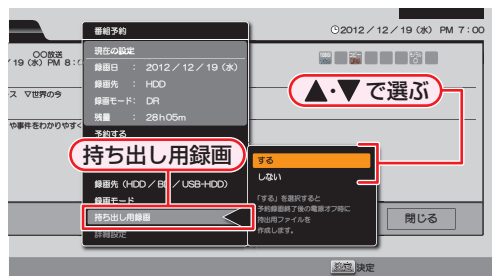 番組予約
2012/12/19(水) PM 7:00
現在の設定
〇〇放送
/19(水) PM 8:0
録画日 : 2012/12/19(水)
録画先 : HDD
ス ▽世界の今
録画モード: DR
残量 : 28h05m
▲・▼で選ぶ
や事件をわかりやすく
予約する
持ち出し用録画
する
しない
録画先(HDD/BD/USB-HDD)
録画モード
「する」を選択すると
予約録画終了後の電源オフ時に
持出用ファイルを
作成します。
持ち出し用録画
閉じる
詳細設定
決定 決定